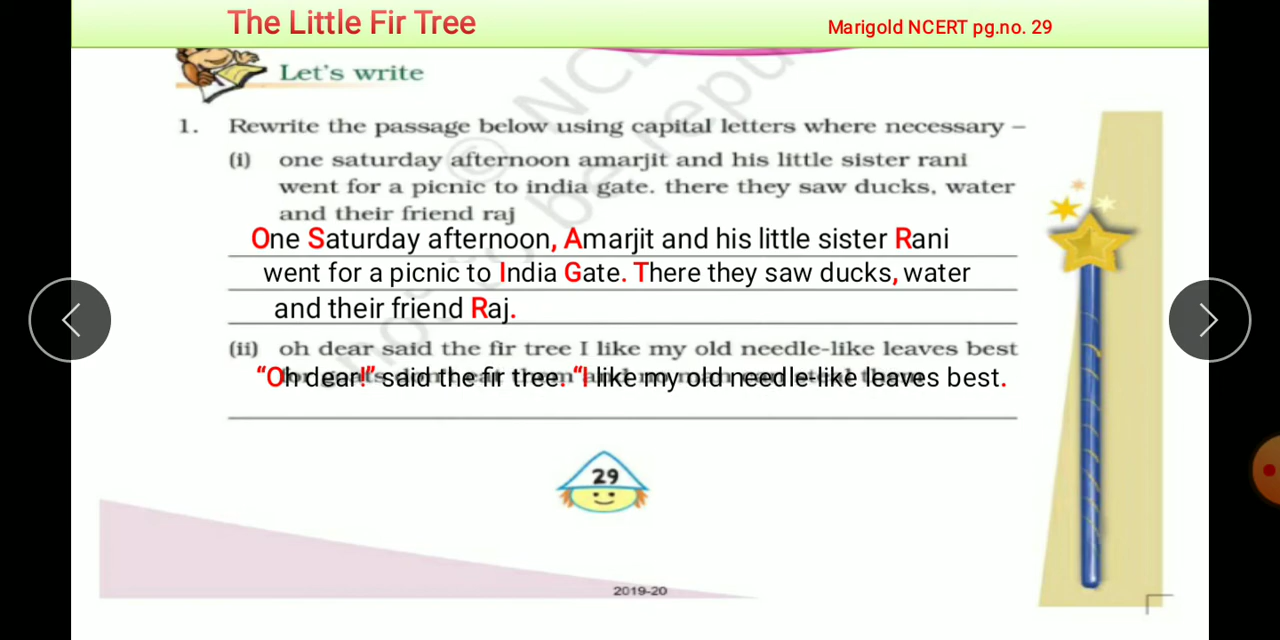 The Little Fir Tree
Marigold NCERT pg.no. 29
Let's write
1. Rewrite the passage below using capital letters where necessary –
(i) one saturday afternoon amarjit and his little sister rani
went for a picnic to india gate. there they saw ducks, water
and their friend raj
One Saturday afternoon, Amarjit and his little sister Rani
went for a picnic to India Gate. There they saw ducks, water
and their friend Raj.
(ii) oh dear said the fir tree I like my old needle-like leaves best
“Oh dear!” said the fir tree. “I like my old needle-like leaves best.
29
2019-20